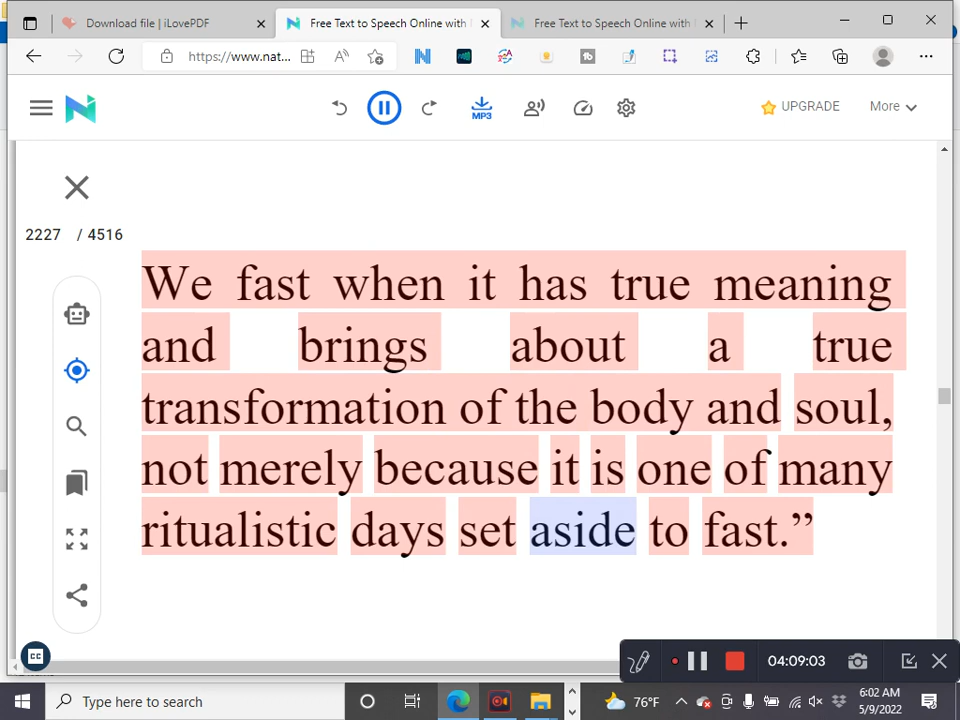 Download file | iLovePDF
Free Text to Speech Online with
Free Text to Speech Online with
https://www.nat...
MP3
UPGRADE
More
2227 / 4516
We fast when it has true meaning
and brings about a true
transformation of the body and soul,
not merely because it is one of many
ritualistic days set aside to fast.”
CC
04:09:03
Type here to search
76°F
6:02 AM
5/9/2022